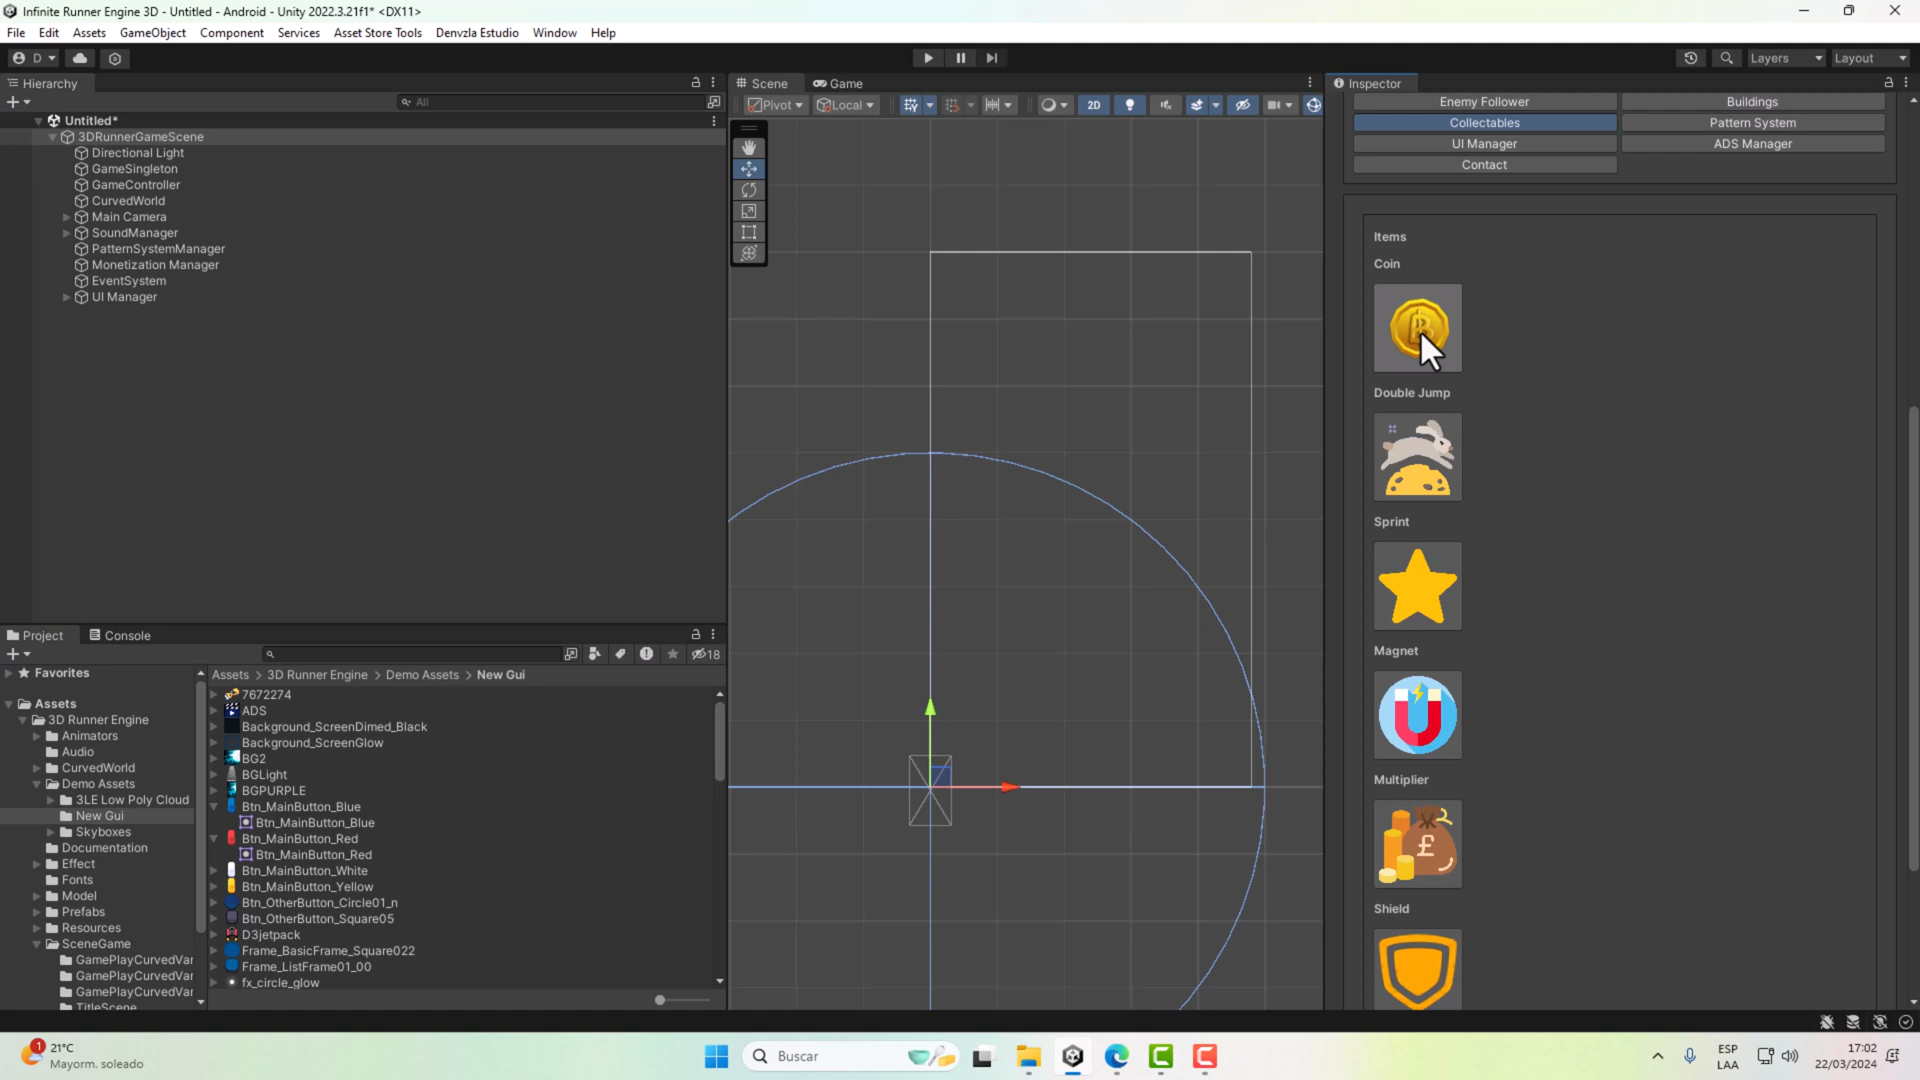 Infinite Runner Engine 3D - Untitled - Android - Unity 2022.3.21f1* <DX11>
File Edit Assets GameObject Component Services Asset Store Tools Denvzla Estudio Window Help
D Layers Layout
Hierarchy
All
Untitled*
3DRunnerGameScene
Directional Light
GameSingleton
GameController
CurvedWorld
Main Camera
SoundManager
PatternSystemManager
Monetization Manager
EventSystem
UI Manager
Scene Game
Pivot Local 2D
Inspector
Enemy Follower Buildings
Collectables Pattern System
UI Manager ADS Manager
Contact
Items
Coin
Double Jump
Sprint
Magnet
Multiplier
Shield
Project Console
18
Favorites
Assets
3D Runner Engine
Animators
Audio
CurvedWorld
Demo Assets
3LE Low Poly Cloud
New Gui
Skyboxes
Documentation
Effect
Fonts
Model
Prefabs
Resources
SceneGame
GamePlayCurvedVar
GamePlayCurvedVar
GamePlayCurvedVar
TitleScene
Assets > 3D Runner Engine > Demo Assets > New Gui
7672274
ADS
Background_ScreenDimed_Black
Background_ScreenGlow
BG2
BGLight
BGPURPLE
Btn_MainButton_Blue
Btn_MainButton_Blue
Btn_MainButton_Red
Btn_MainButton_Red
Btn_MainButton_White
Btn_MainButton_Yellow
Btn_OtherButton_Circle01_n
Btn_OtherButton_Square05
D3jetpack
Frame_BasicFrame_Square022
Frame_ListFrame01_00
fx_circle_glow
1
21°C
Mayorm. soleado
Buscar
ESP
LAA
17:02
22/03/2024